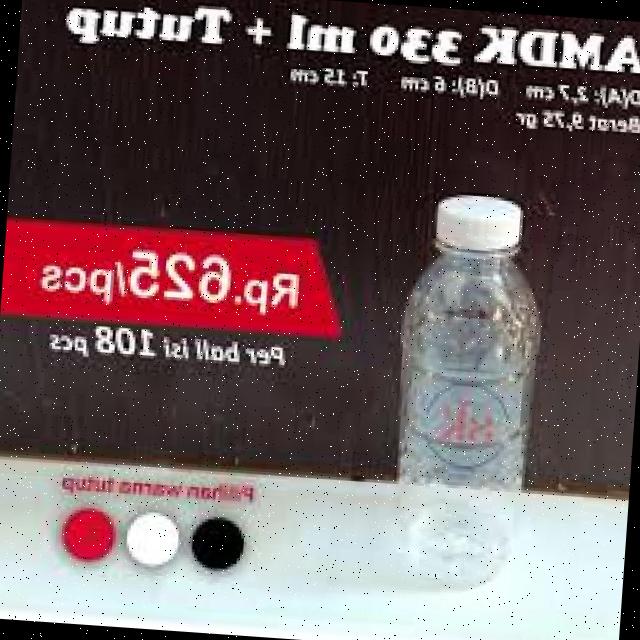 AMDK 330 ml + Tutup
D(A): 2,7 cm D(B): 6 cm T: 15 cm
Berat 9,75 gr
Rp.625/pcs
Per ball isi 108 pcs
Pilihan warna tutup